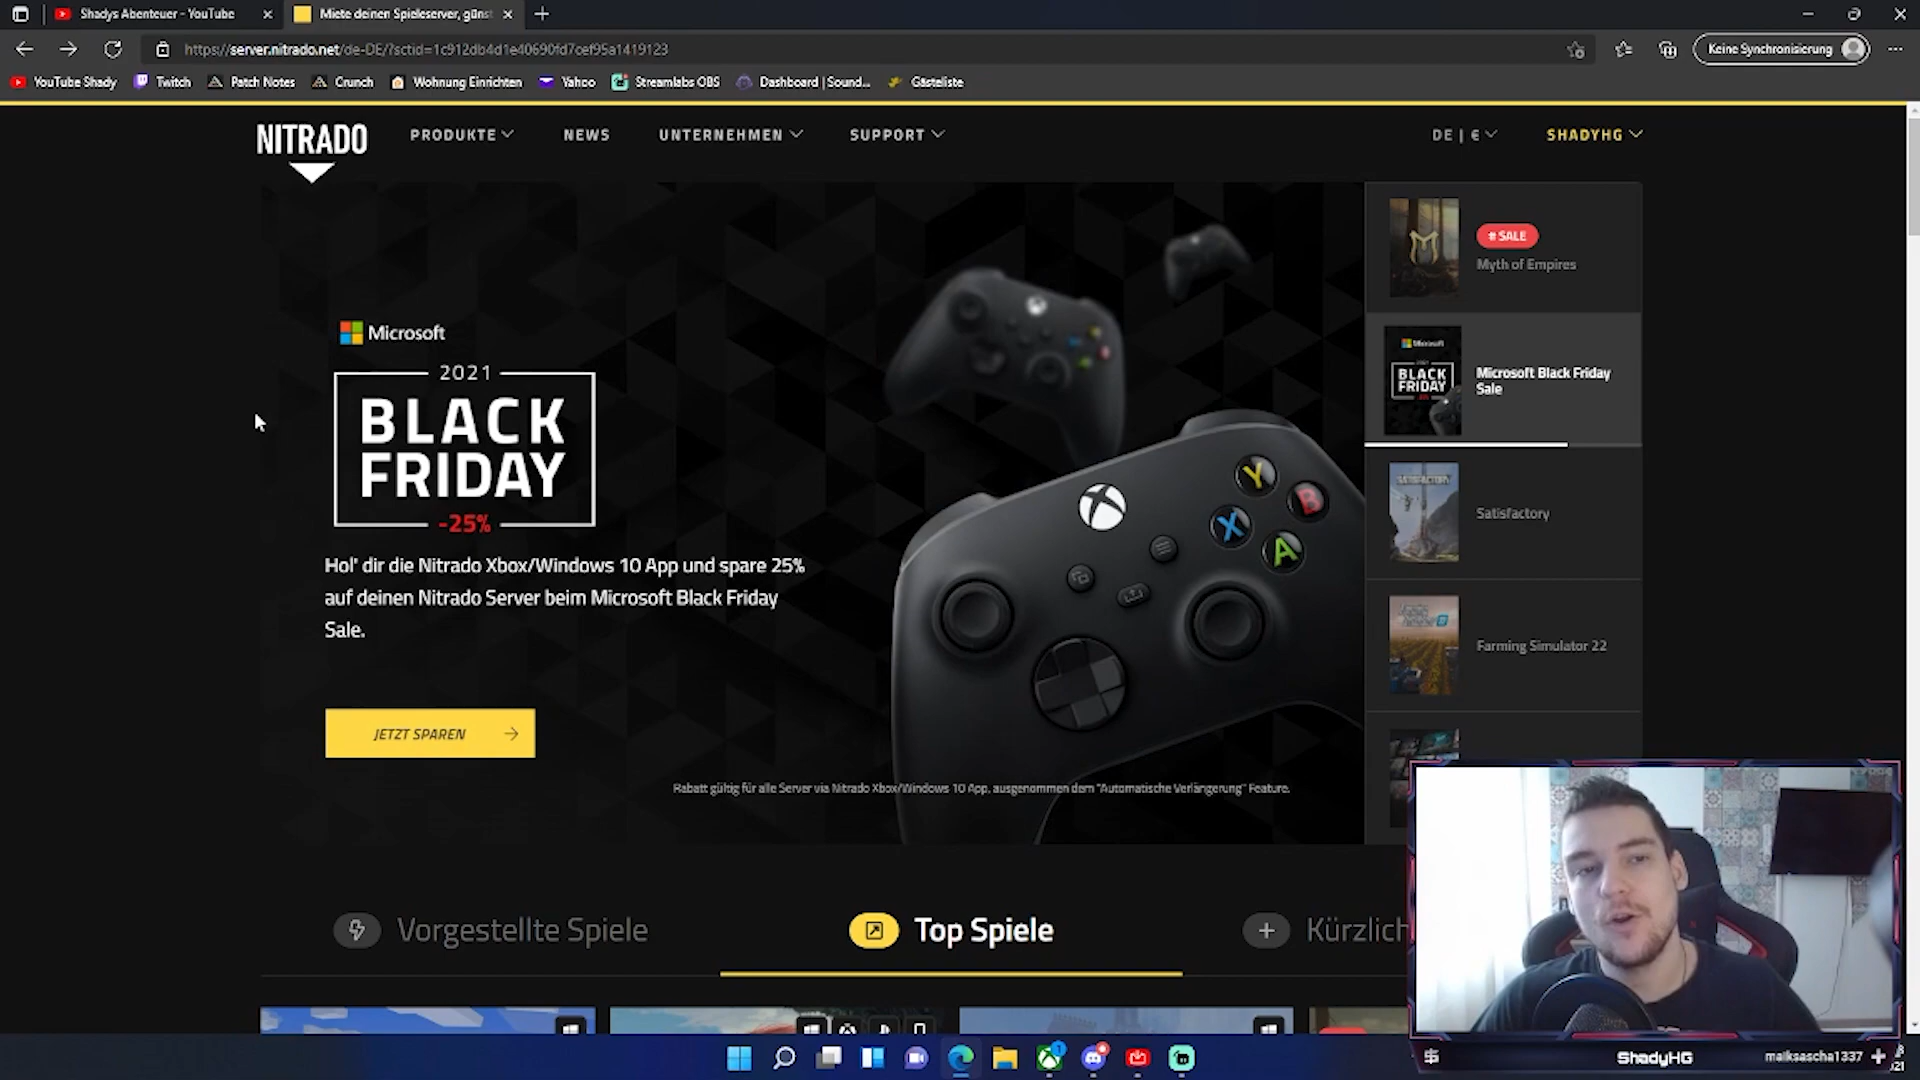 Shadys Abenteuer - YouTube
Miete deinen Spieleserver, günst
https://server.nitrado.net/de-DE/?sctid=1c912db4d1e40690fd7cef95a1419123
Keine Synchronisierung
YouTube Shady
Twitch
Patch Notes
Crunch
Wohnung Einrichten
Yahoo
Streamlabs OBS
Dashboard | Sound...
Gästeliste
NITRADO
PRODUKTE
NEWS
UNTERNEHMEN
SUPPORT
DE | €
SHADYHG
Microsoft
2021
BLACK
FRIDAY
-25%
Hol' dir die Nitrado Xbox/Windows 10 App und spare 25%
auf deinen Nitrado Server beim Microsoft Black Friday
Sale.
JETZT SPAREN
Rabatt gültig für alle Server via Nitrado Xbox/Windows 10 App, ausgenommen dem "Automatische Verlängerung" Feature.
Y
B
X
A
# SALE
Myth of Empires
Microsoft
BLACK
FRIDAY
Microsoft Black Friday
Sale
SATISFACTORY
Satisfactory
Farming Simulator 22
Vorgestellte Spiele
Top Spiele
Kürzlich
ShadyHG
maiksascha1337